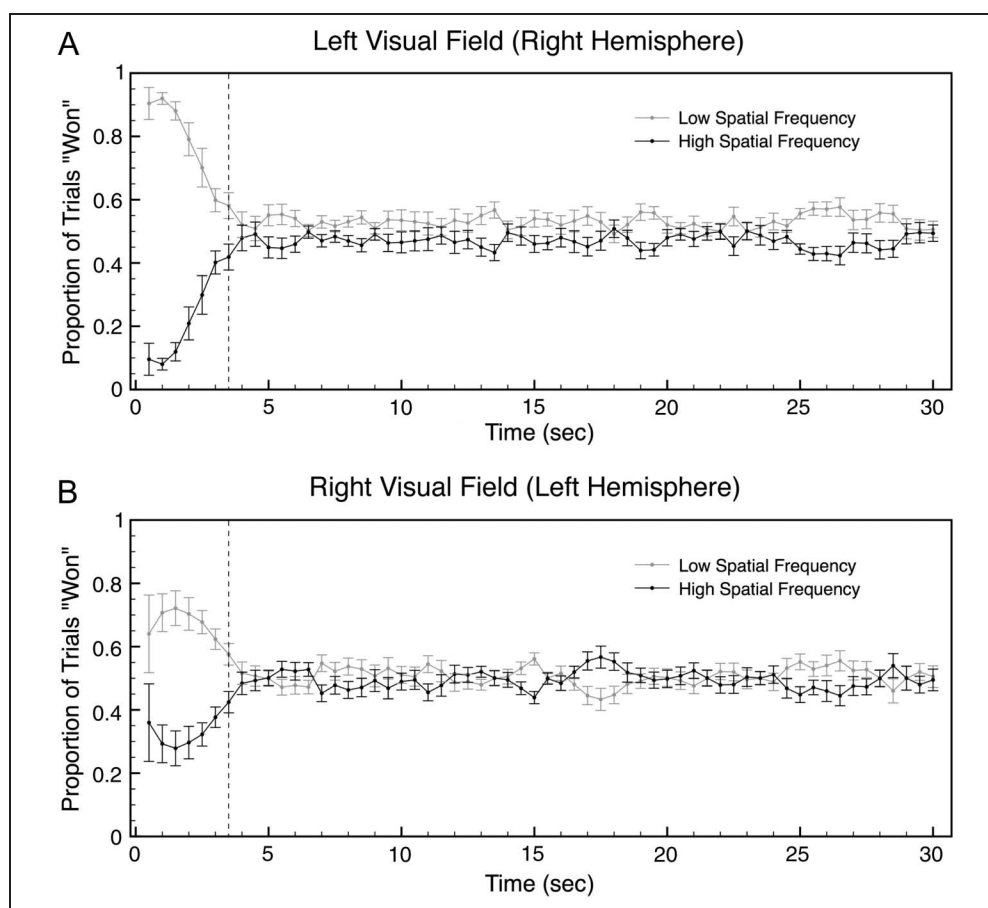 A
Left Visual Field (Right Hemisphere)
Proportion of Trials "Won"
1
0.8
0.6
0.4
0.2
0
Low Spatial Frequency
High Spatial Frequency
0 5 10 15 20 25 30
Time (sec)
B
Right Visual Field (Left Hemisphere)
Proportion of Trials "Won"
1
0.8
0.6
0.4
0.2
0
Low Spatial Frequency
High Spatial Frequency
0 5 10 15 20 25 30
Time (sec)